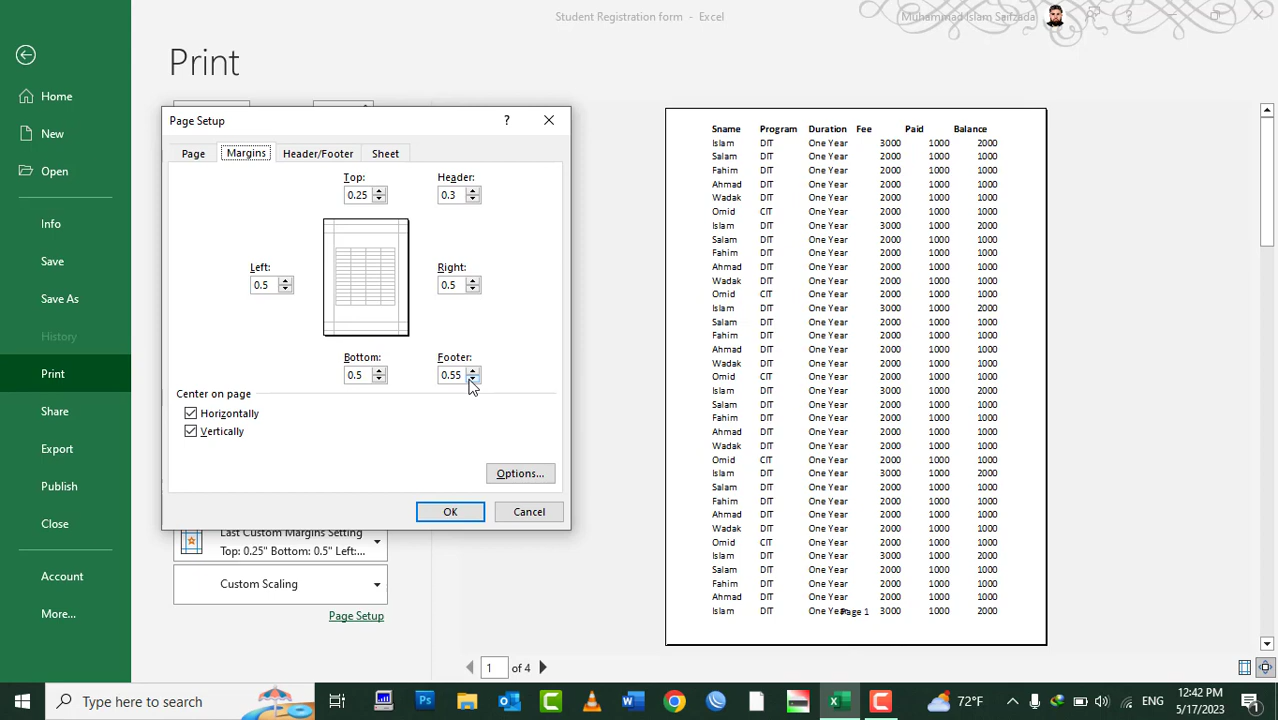 Student Registration form - Excel
Muhammad Islam Saifzada
?
Home
New
Open
Info
Save
Save As
History
Print
Share
Export
Publish
Close
Account
More...
Print
Page Setup
?
Page
Margins
Header/Footer
Sheet
Top:
Header:
0.25
0.3
Left:
Right:
0.5
0.5
Bottom:
Footer:
0.5
0.55
Center on page
Horizontally
Vertically
Options...
OK
Cancel
Last Custom Margins Setting
Top: 0.25" Bottom: 0.5" Left:...
Custom Scaling
Page Setup
Sname Program Duration Fee Paid Balance
Islam DIT One Year 3000 1000 2000
Salam DIT One Year 2000 1000 1000
Fahim DIT One Year 2000 1000 1000
Ahmad DIT One Year 2000 1000 1000
Wadak DIT One Year 2000 1000 1000
Omid CIT One Year 2000 1000 1000
Islam DIT One Year 3000 1000 2000
Salam DIT One Year 2000 1000 1000
Fahim DIT One Year 2000 1000 1000
Ahmad DIT One Year 2000 1000 1000
Wadak DIT One Year 2000 1000 1000
Omid CIT One Year 2000 1000 1000
Islam DIT One Year 3000 1000 2000
Salam DIT One Year 2000 1000 1000
Fahim DIT One Year 2000 1000 1000
Ahmad DIT One Year 2000 1000 1000
Wadak DIT One Year 2000 1000 1000
Omid CIT One Year 2000 1000 1000
Islam DIT One Year 3000 1000 2000
Salam DIT One Year 2000 1000 1000
Fahim DIT One Year 2000 1000 1000
Ahmad DIT One Year 2000 1000 1000
Wadak DIT One Year 2000 1000 1000
Omid CIT One Year 2000 1000 1000
Islam DIT One Year 3000 1000 2000
Salam DIT One Year 2000 1000 1000
Fahim DIT One Year 2000 1000 1000
Ahmad DIT One Year 2000 1000 1000
Wadak DIT One Year 2000 1000 1000
Omid CIT One Year 2000 1000 1000
Islam DIT One Year 3000 1000 2000
Salam DIT One Year 2000 1000 1000
Fahim DIT One Year 2000 1000 1000
Ahmad DIT One Year 2000 1000 1000
Islam DIT One Year Page 1 3000 1000 2000
1 of 4
Type here to search
72°F
ENG
12:42 PM
5/17/2023